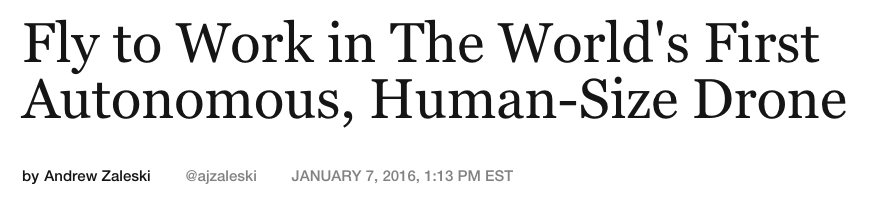 Fly to Work in The World's First
Autonomous, Human-Size Drone
by Andrew Zaleski @ajzaleski JANUARY 7, 2016, 1:13 PM EST